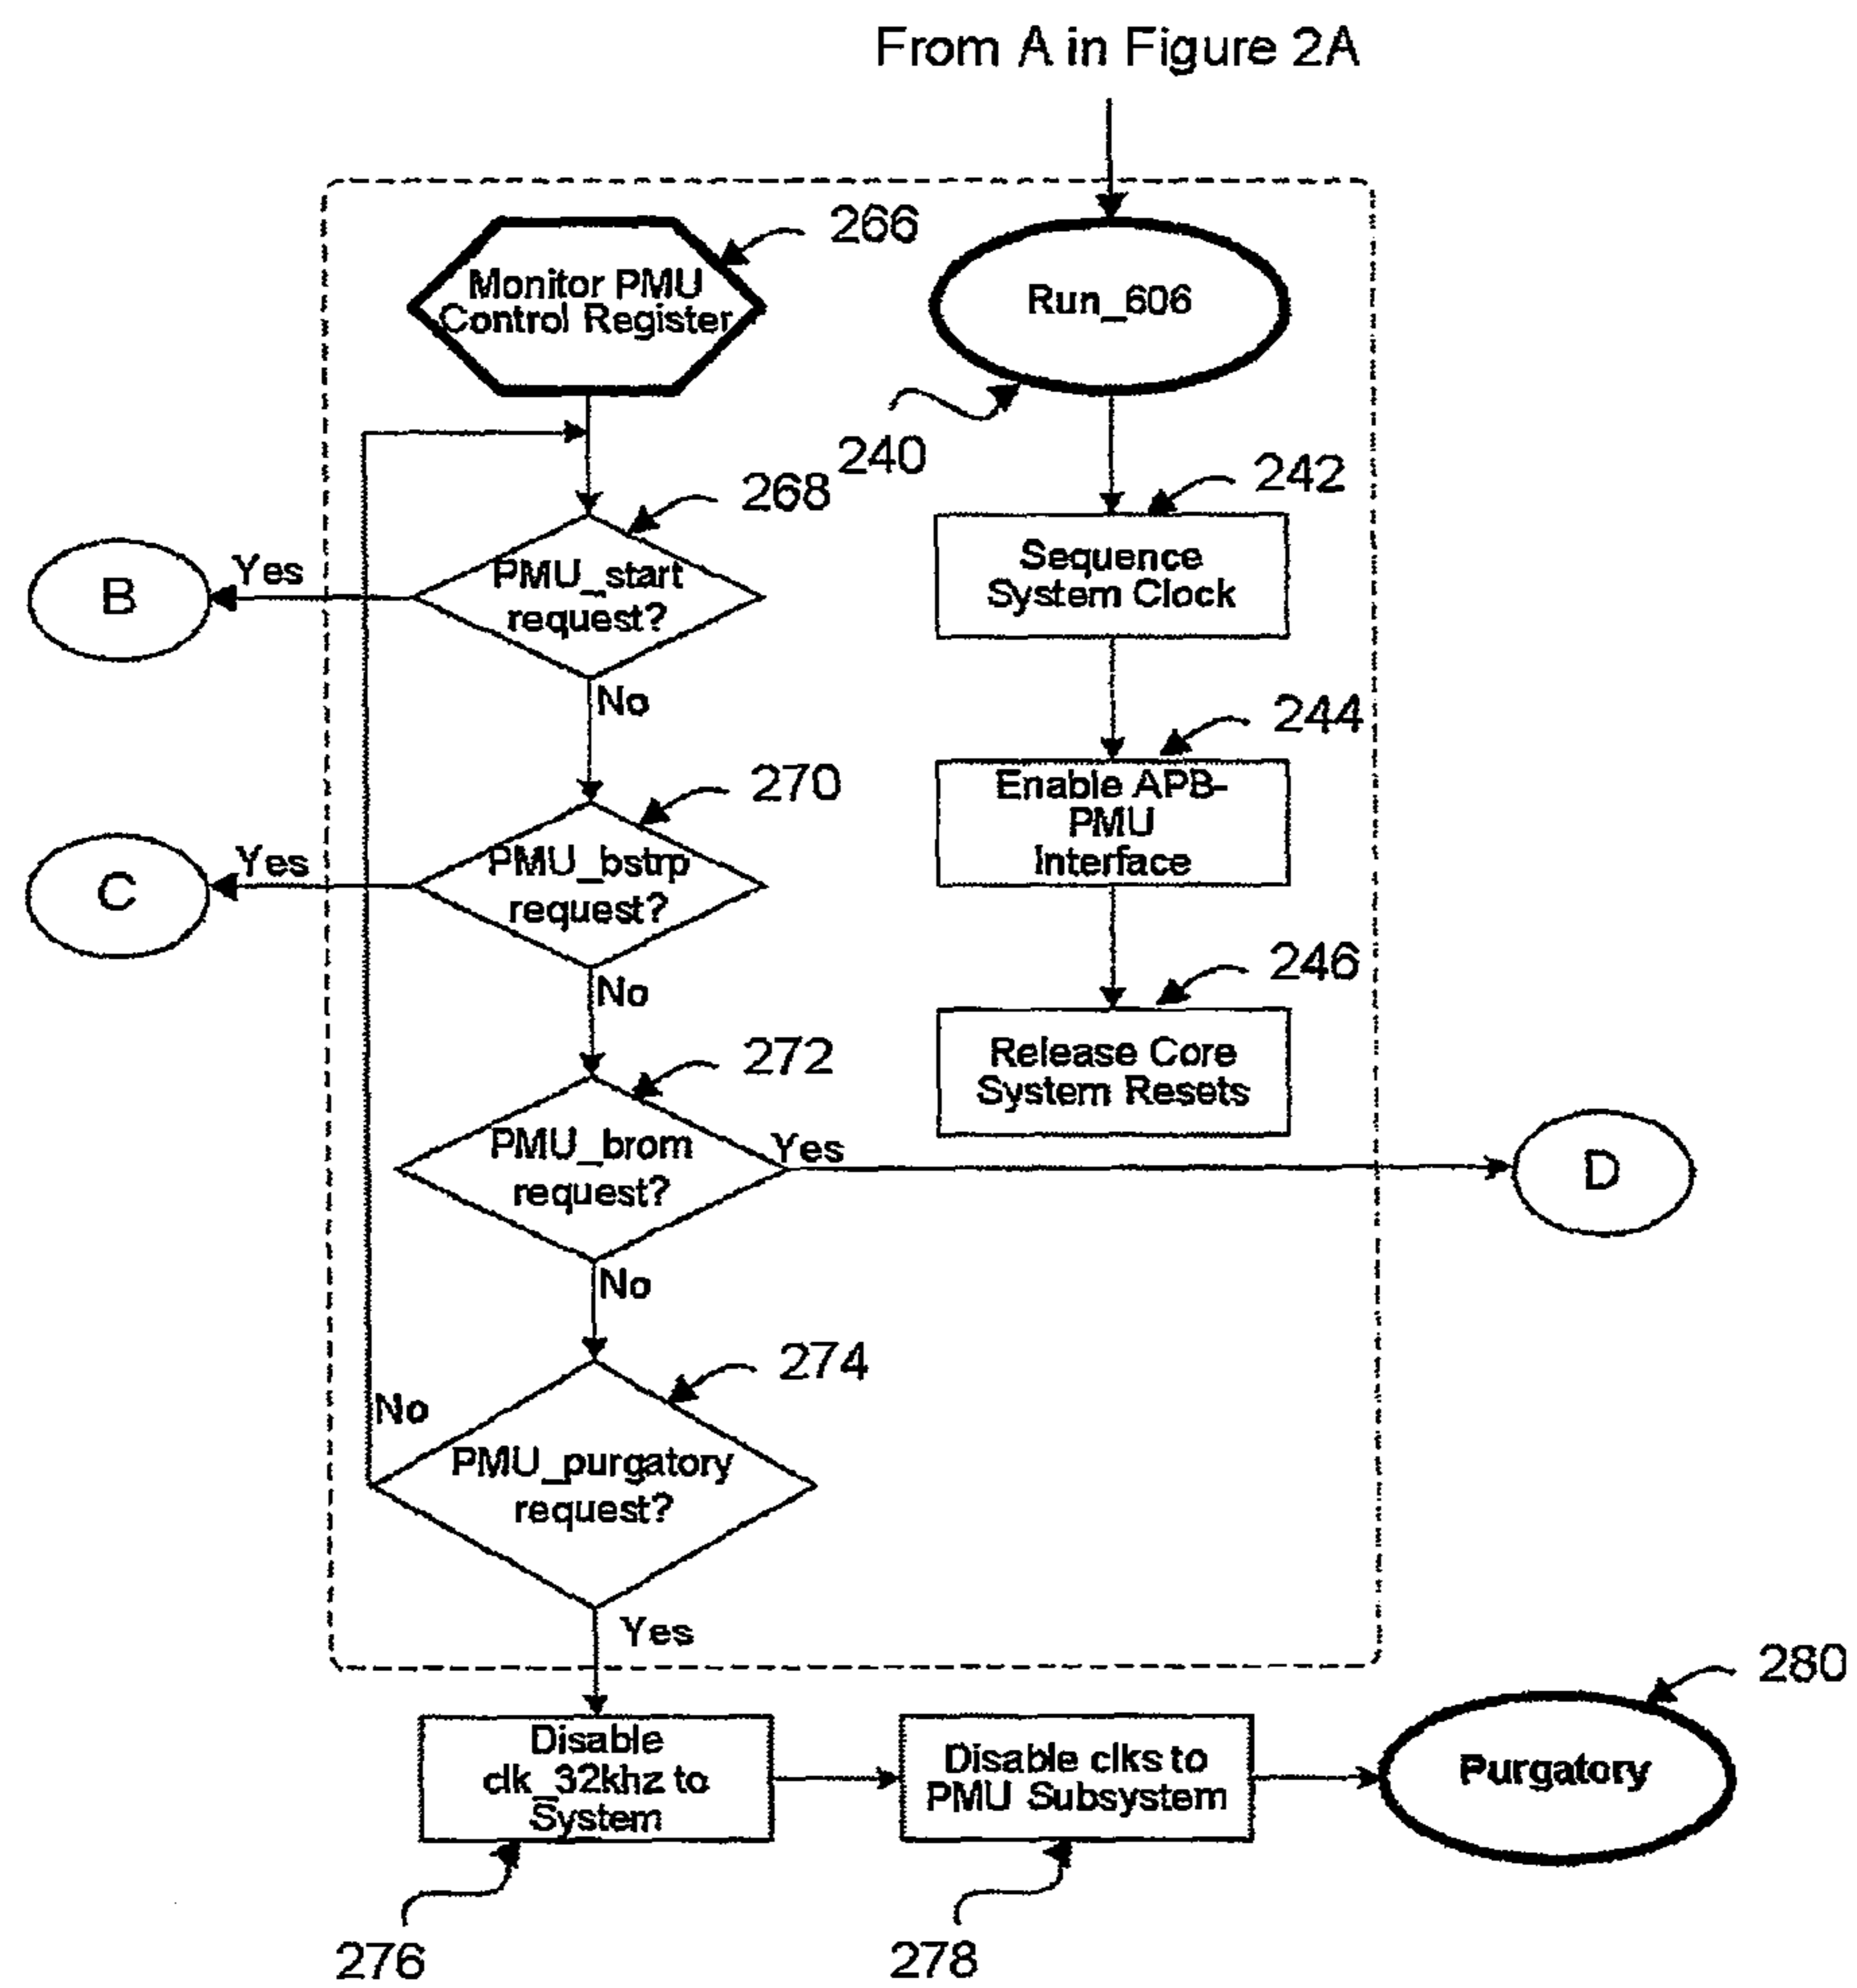 From A in Figure 2A
Monitor PMU
Control Register
266
Run_606
240
242
Sequence
System Clock
268
PMU_start
request?
Yes
B
No
244
Enable APB-
PMU
Interface
270
PMU_bstrp
request?
Yes
C
No
246
Release Core
System Resets
272
PMU_brom
request?
Yes
D
No
274
PMU_purgatory
request?
No
Yes
Disable
clk_32khz to
System
276
Disable clks to
PMU Subsystem
278
Purgatory
280